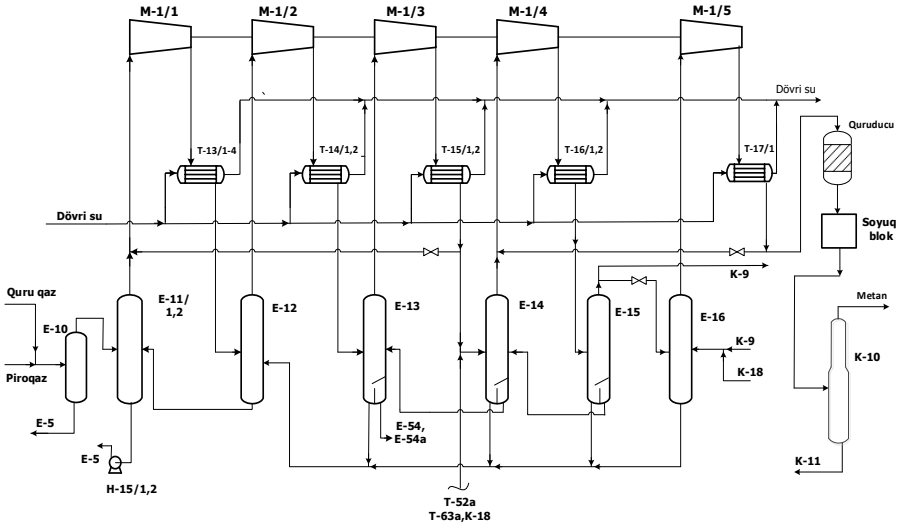 M-1/1
M-1/2
M-1/3
M-1/4
M-1/5
Dövri su
Quruducu
T-13/1-4
T-14/1,2
T-15/1,2
T-16/1,2
T-17/1
Dövri su
Soyuq
blok
K-9
Quru qaz
E-10
E-11/
1,2
E-12
E-13
E-14
E-15
E-16
Metan
K-9
K-10
Piroqaz
K-18
E-5
E-54,
E-54a
E-5
K-11
H-15/1,2
T-52a
T-63a,K-18